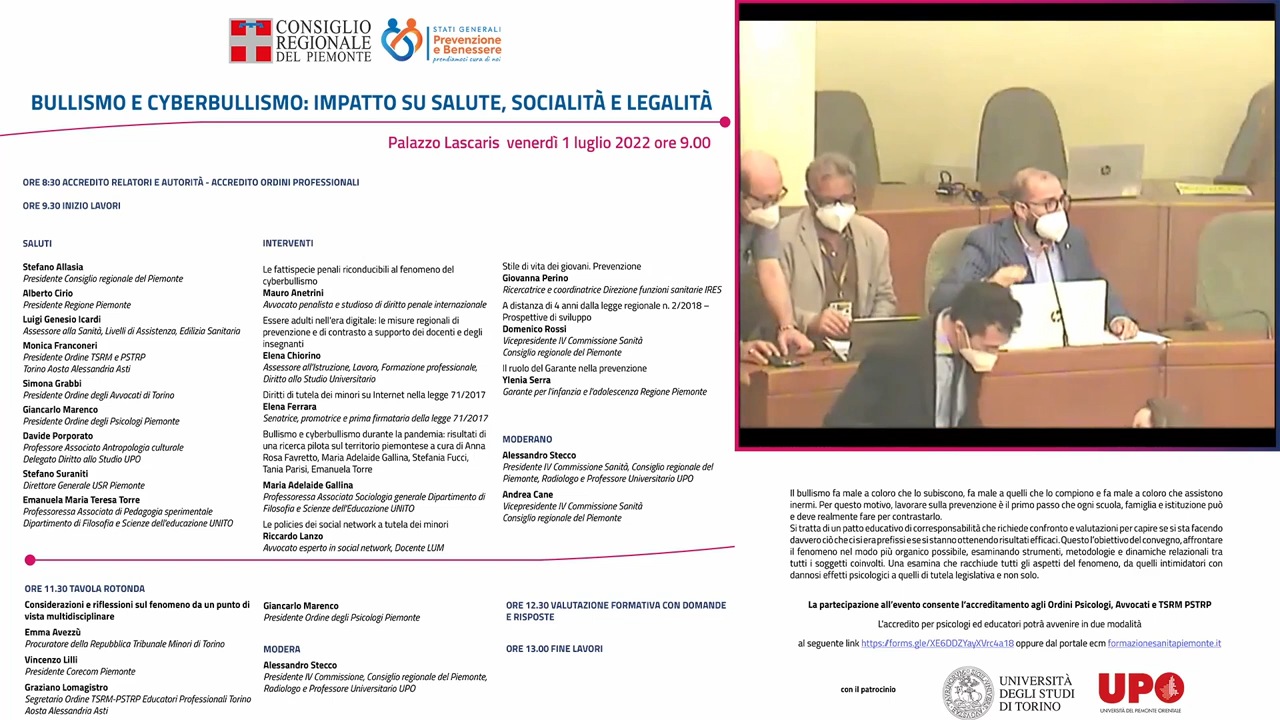 CONSIGLIO
REGIONALE
DEL PIEMONTE
STATI GENERALI
Prevenzione
e Benessere
prendiamoci cura di noi
BULLISMO E CYBERBULLISMO: IMPATTO SU SALUTE, SOCIALITÀ E LEGALITÀ
Palazzo Lascaris venerdì 1 luglio 2022 ore 9.00
ORE 8:30 ACCREDITO RELATORI E AUTORITÀ - ACCREDITO ORDINI PROFESSIONALI
ORE 9.30 INIZIO LAVORI
SALUTI
Stefano Allasia
Presidente Consiglio regionale del Piemonte
Alberto Cirio
Presidente Regione Piemonte
Luigi Genesio Icardi
Assessore alla Sanità, Livelli di Assistenza, Edilizia Sanitaria
Monica Franconeri
Presidente Ordine TSRM e PSTRP
Torino Aosta Alessandria Asti
Simona Grabbi
Presidente Ordine degli Avvocati di Torino
Giancarlo Marenco
Presidente Ordine degli Psicologi Piemonte
Davide Porporato
Professore Associato Antropologia culturale
Delegato Diritto allo Studio UPO
Stefano Suraniti
Direttore Generale USR Piemonte
Emanuela Maria Teresa Torre
Professoressa Associata di Pedagogia sperimentale
Dipartimento di Filosofia e Scienze dell'educazione UNITO
INTERVENTI
Le fattispecie penali riconducibili al fenomeno del
cyberbullismo
Mauro Anetrini
Avvocato penalista e studioso di diritto penale internazionale
Essere adulti nell'era digitale: le misure regionali di
prevenzione e di contrasto a supporto dei docenti e degli
insegnanti
Elena Chiorino
Assessore all'Istruzione, Lavoro, Formazione professionale,
Diritto allo Studio Universitario
Diritti di tutela dei minori su Internet nella legge 71/2017
Elena Ferrara
Senatrice, promotrice e prima firmataria della legge 71/2017
Bullismo e cyberbullismo durante la pandemia: risultati di
una ricerca pilota sul territorio piemontese a cura di Anna
Rosa Favretto, Maria Adelaide Gallina, Stefania Fucci,
Tania Parisi, Emanuela Torre
Maria Adelaide Gallina
Professoressa Associata Sociologia generale Dipartimento di
Filosofia e Scienze dell'Educazione UNITO
Le policies dei social network a tutela dei minori
Riccardo Lanzo
Avvocato esperto in social network, Docente LUM
Stile di vita dei giovani. Prevenzione
Giovanna Perino
Ricercatrice e coordinatrice Direzione funzioni sanitarie IRES
A distanza di 4 anni dalla legge regionale n. 2/2018 –
Prospettive di sviluppo
Domenico Rossi
Vicepresidente IV Commissione Sanità
Consiglio regionale del Piemonte
Il ruolo del Garante nella prevenzione
Ylenia Serra
Garante per l'infanzia e l'adolescenza Regione Piemonte
MODERANO
Alessandro Stecco
Presidente IV Commissione Sanità, Consiglio regionale del
Piemonte, Radiologo e Professore Universitario UPO
Andrea Cane
Vicepresidente IV Commissione Sanità
Consiglio regionale del Piemonte
ORE 11.30 TAVOLA ROTONDA
Considerazioni e riflessioni sul fenomeno da un punto di
vista multidisciplinare
Emma Avezzù
Procuratore della Repubblica Tribunale Minori di Torino
Vincenzo Lilli
Presidente Corecom Piemonte
Graziano Lomagistro
Segretario Ordine TSRM-PSTRP Educatori Professionali Torino
Aosta Alessandria Asti
Giancarlo Marenco
Presidente Ordine degli Psicologi Piemonte
MODERA
Alessandro Stecco
Presidente IV Commissione, Consiglio regionale del Piemonte,
Radiologo e Professore Universitario UPO
ORE 12.30 VALUTAZIONE FORMATIVA CON DOMANDE
E RISPOSTE
ORE 13.00 FINE LAVORI
Il bullismo fa male a coloro che lo subiscono, fa male a quelli che lo compiono e fa male a coloro che assistono
inermi. Per questo motivo, lavorare sulla prevenzione è il primo passo che ogni scuola, famiglia e istituzione può
e deve realmente fare per contrastarlo.
Si tratta di un patto educativo di corresponsabilità che richiede confronto e valutazioni per capire se si sta facendo
davvero ciò che ci si era prefissi e se si stanno ottenendo risultati efficaci. Questo l'obiettivo del convegno, affrontare
il fenomeno nel modo più organico possibile, esaminando strumenti, metodologie e dinamiche relazionali tra
tutti i soggetti coinvolti. Una esamina che racchiude tutti gli aspetti del fenomeno, da quelli intimidatori con
dannosi effetti psicologici a quelli di tutela legislativa e non solo.
La partecipazione all'evento consente l'accreditamento agli Ordini Psicologi, Avvocati e TSRM PSTRP
L'accredito per psicologi ed educatori potrà avvenire in due modalità
al seguente link https://forms.gle/XE6DDZYayXVrc4a18 oppure dal portale ecm formazionesanitapiemonte.it
con il patrocinio
UNIVERSITÀ
DEGLI STUDI
DI TORINO
UPO
UNIVERSITÀ DEL PIEMONTE ORIENTALE